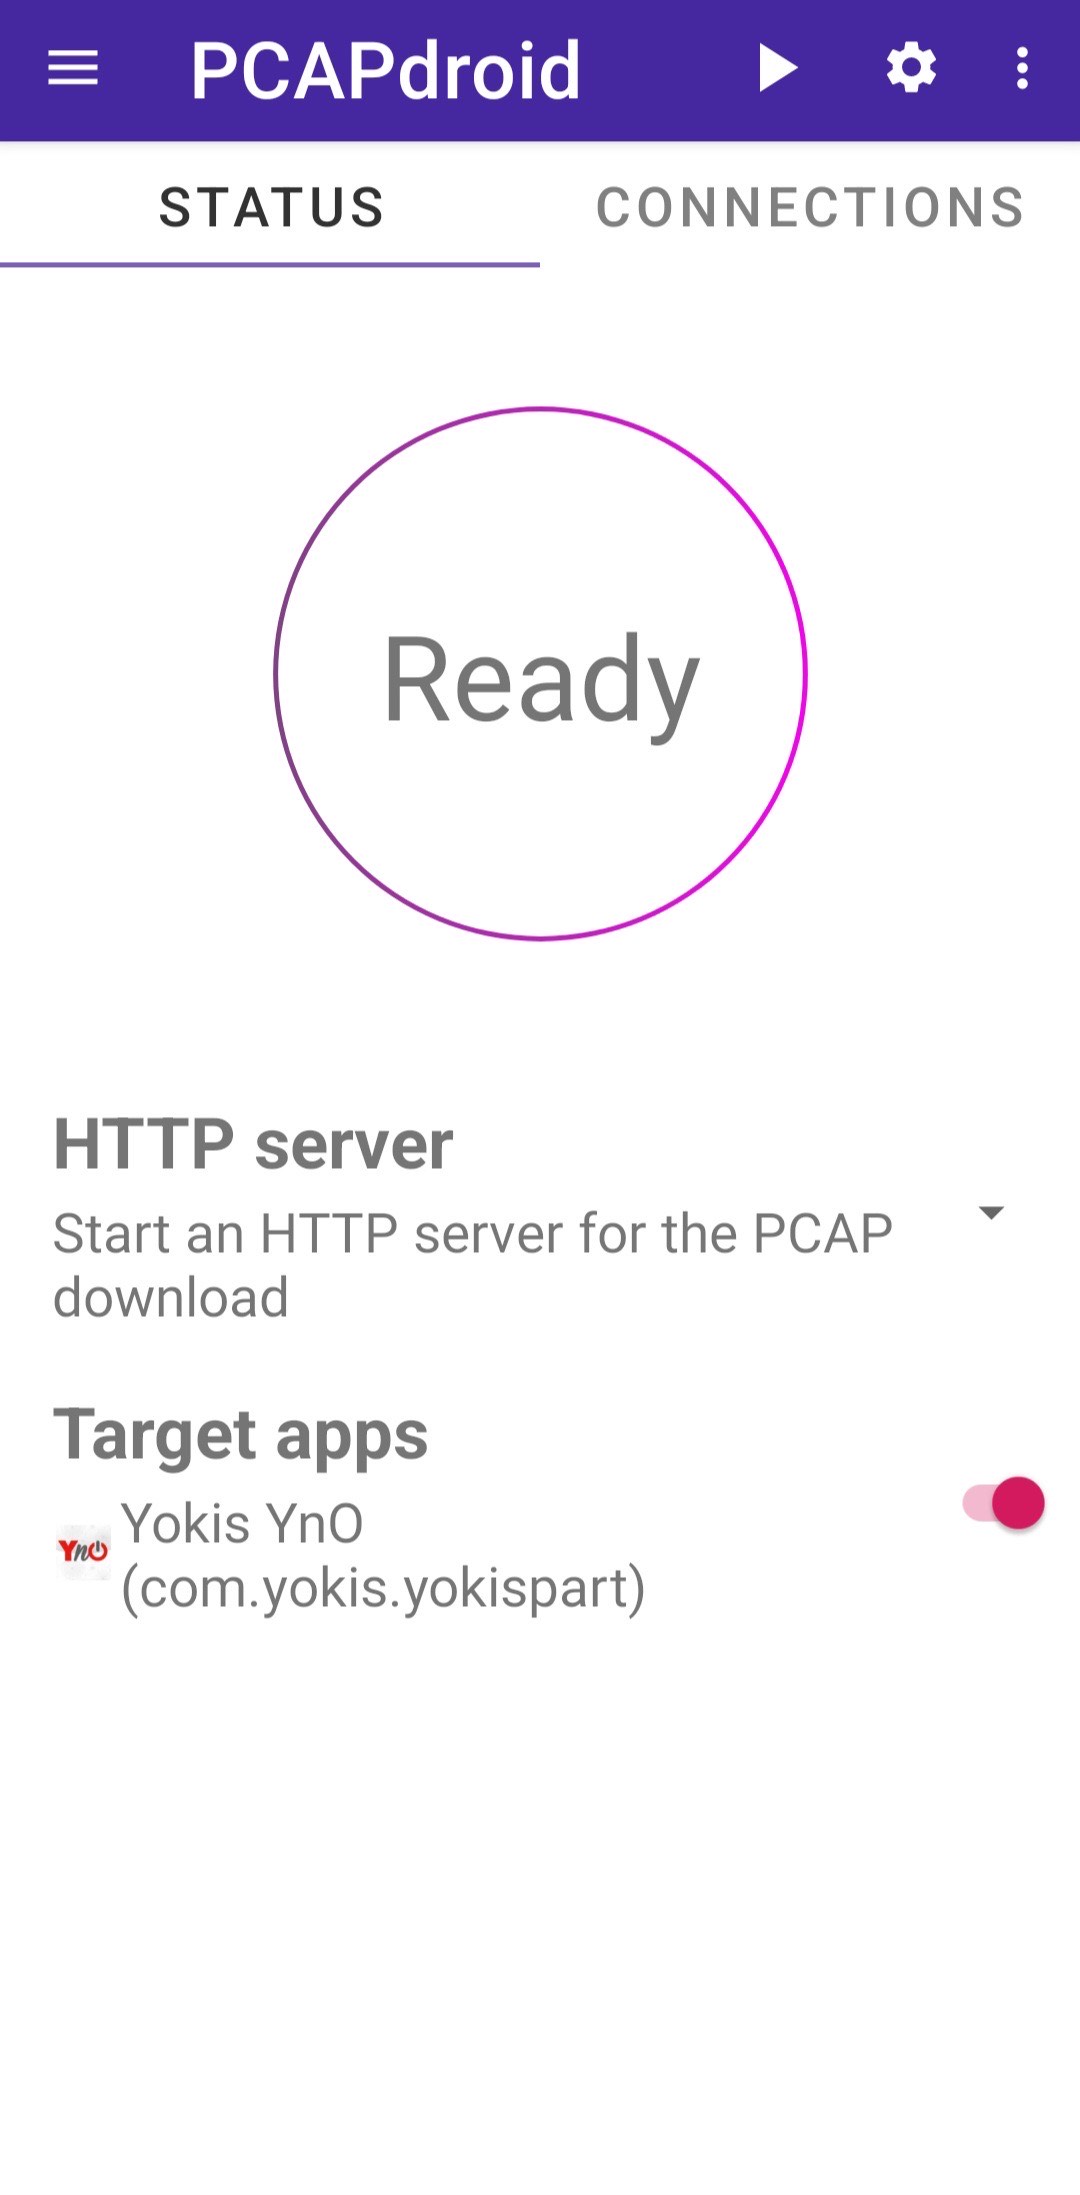 PCAPdroid
STATUS
CONNECTIONS
Ready
HTTP server
Start an HTTP server for the PCAP
download
Target apps
YnO
Yokis YnO
(com.yokis.yokispart)